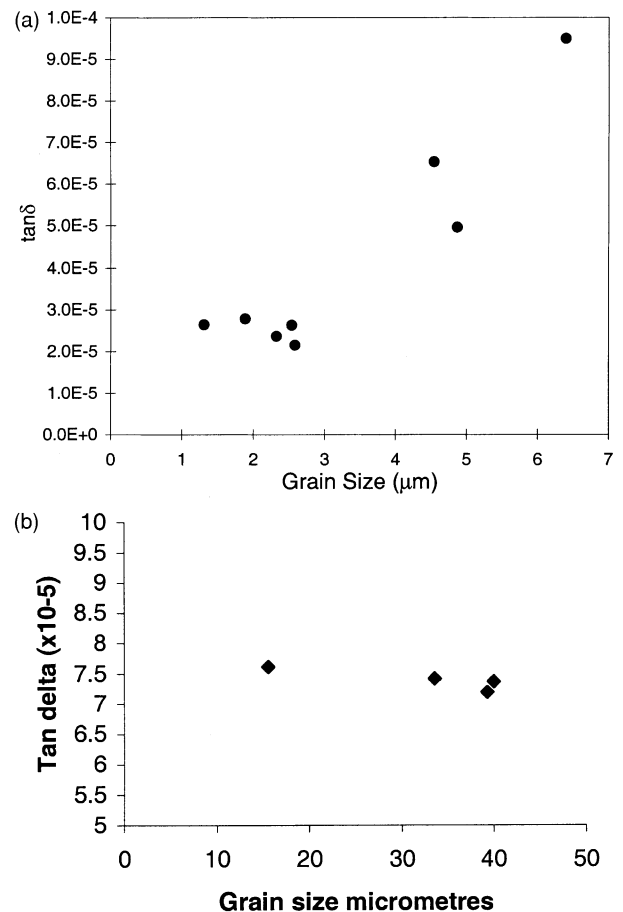 (a)
1.0E-4
9.0E-5
8.0E-5
7.0E-5
6.0E-5
5.0E-5
4.0E-5
3.0E-5
2.0E-5
1.0E-5
0.0E+0
tanδ
0 1 2 3 4 5 6 7
Grain Size (μm)
(b)
10
9.5
9
8.5
8
7.5
7
6.5
6
5.5
5
Tan delta (x10-5)
0 10 20 30 40 50
Grain size micrometres